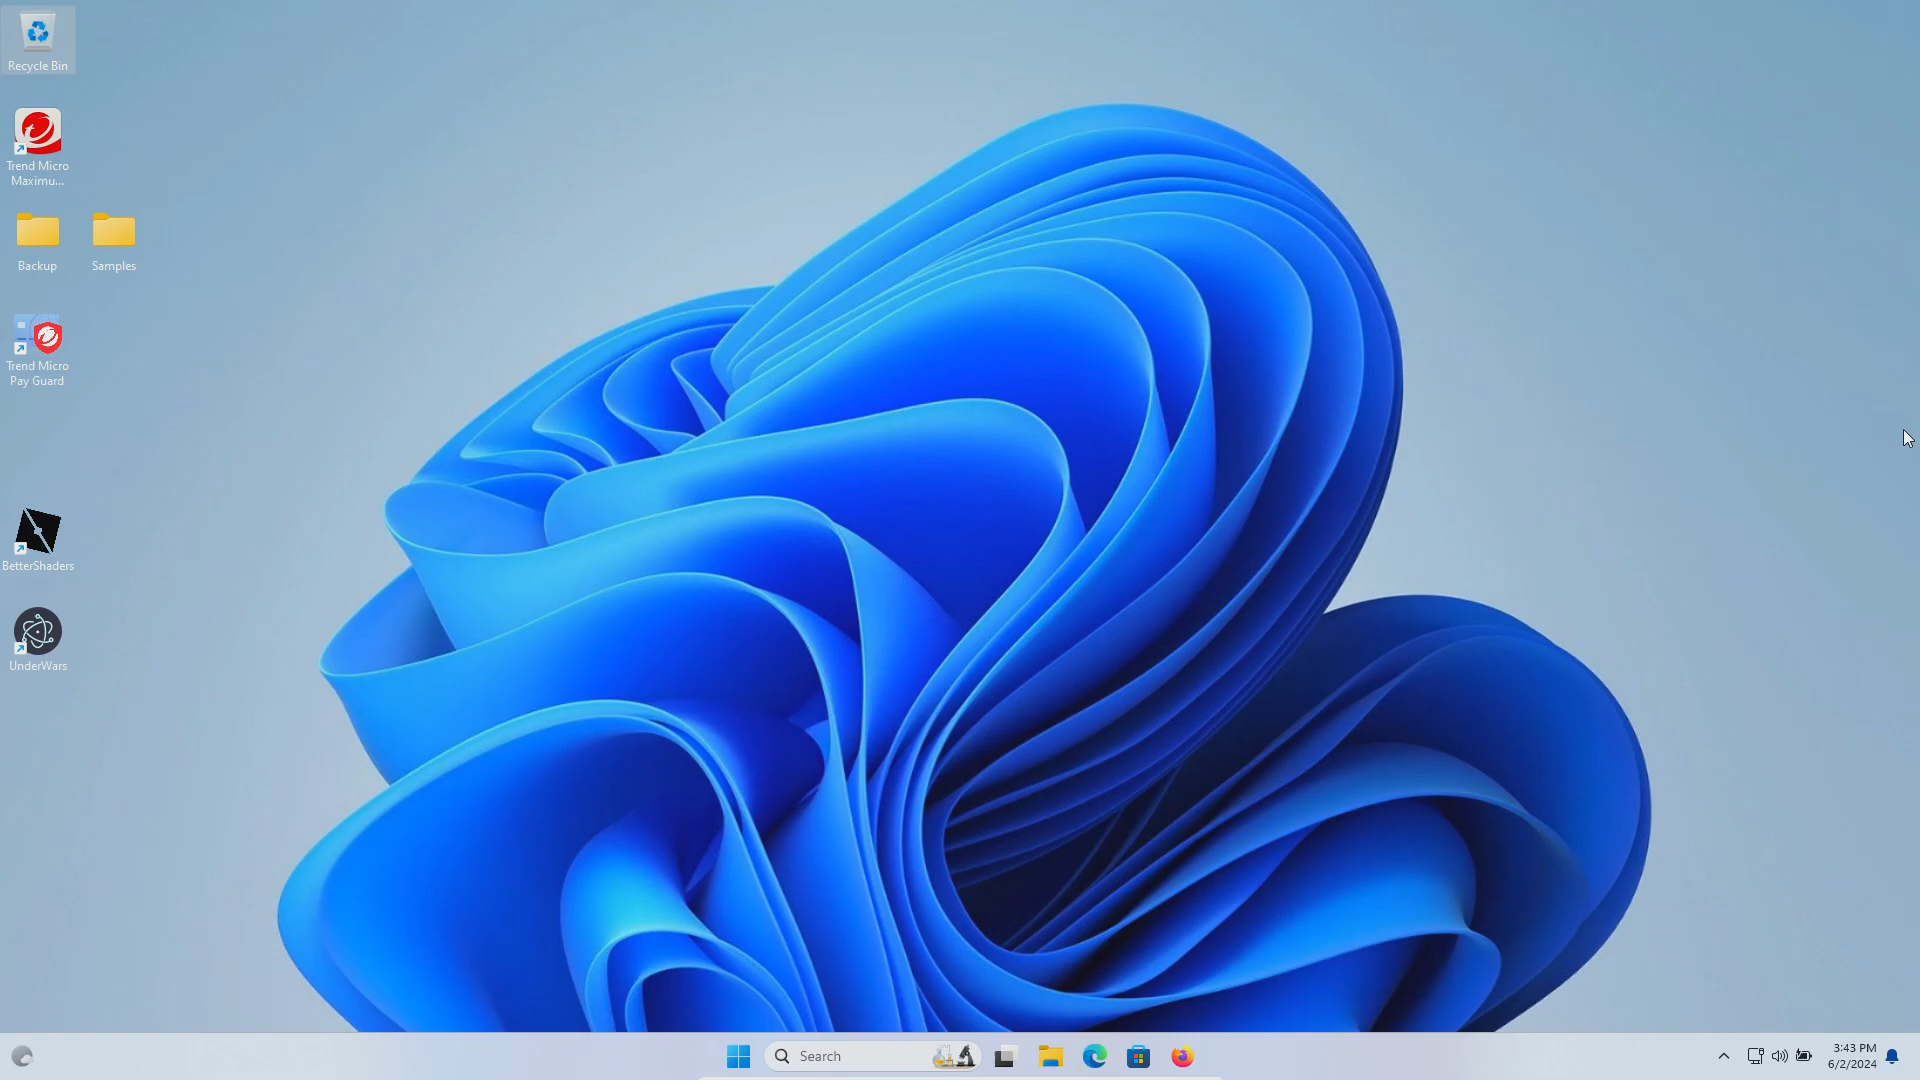 Recycle Bin
Trend Micro
Maximu...
Backup
Samples
Trend Micro
Pay Guard
BetterShaders
UnderWars
Search
3:43 PM
6/2/2024